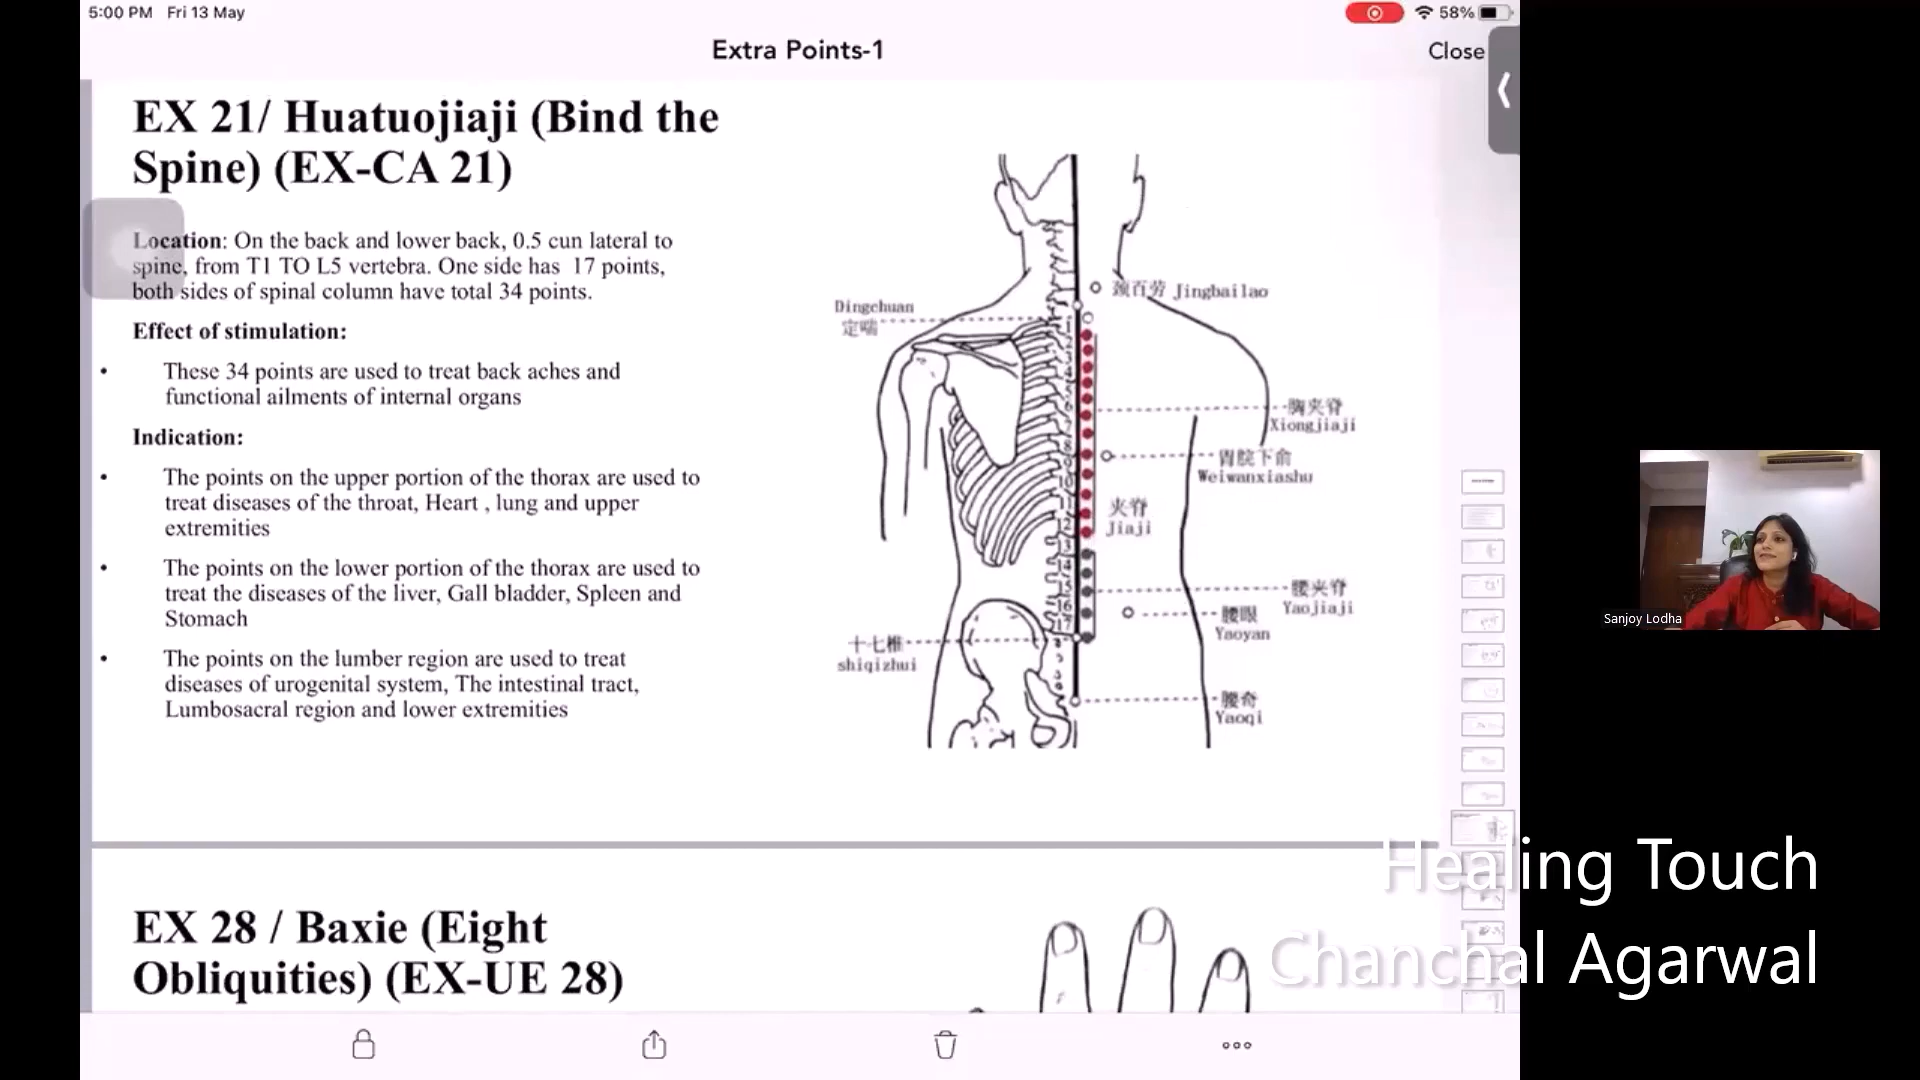 5:00 PM Fri 13 May
58%
Extra Points-1
Close
EX 21/ Huatuojiaji (Bind the
Spine) (EX-CA 21)
Location: On the back and lower back, 0.5 cun lateral to
spine, from T1 TO L5 vertebra. One side has 17 points,
both sides of spinal column have total 34 points.
Effect of stimulation:
• These 34 points are used to treat back aches and
functional ailments of internal organs
Indication:
• The points on the upper portion of the thorax are used to
treat diseases of the throat, Heart , lung and upper
extremities
• The points on the lower portion of the thorax are used to
treat the diseases of the liver, Gall bladder, Spleen and
Stomach
• The points on the lumber region are used to treat
diseases of urogenital system, The intestinal tract,
Lumbosacral region and lower extremities
颈百劳 Jingbailao
Dingchuan
定喘
胸夹脊
Xiongjiaji
胃脘下俞
Weiwanxiashu
夹脊
Jiaji
腰夹脊
Yaojiaji
腰眼
Yaoyan
十七椎
shiqizhui
腰奇
Yaoqi
EX 28 / Baxie (Eight
Obliquities) (EX-UE 28)
Sanjoy Lodha
Healing Touch
Chanchal Agarwal